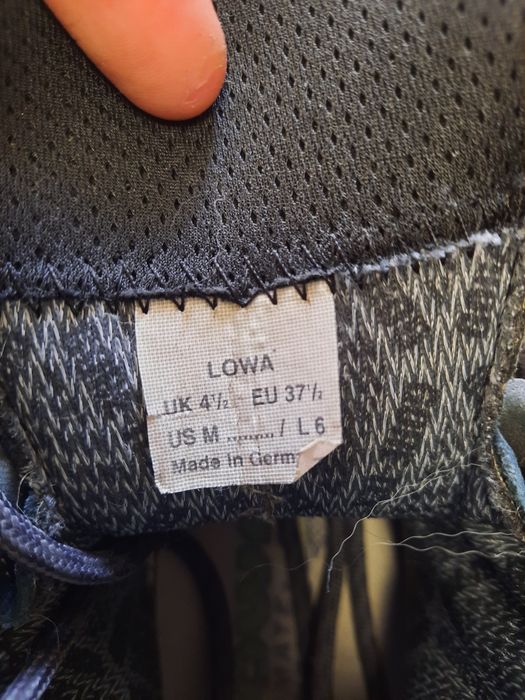 LOWA
UK 4½ EU 37½
US M ......... / L 6
Made in Germ